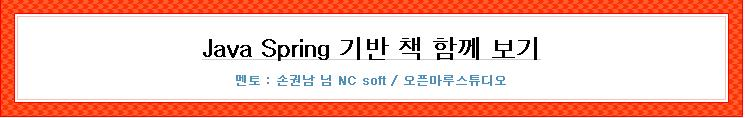 Java Spring 기반 책 함께 보기
멘토 : 손권남 님 NC soft / 오픈마루스튜디오